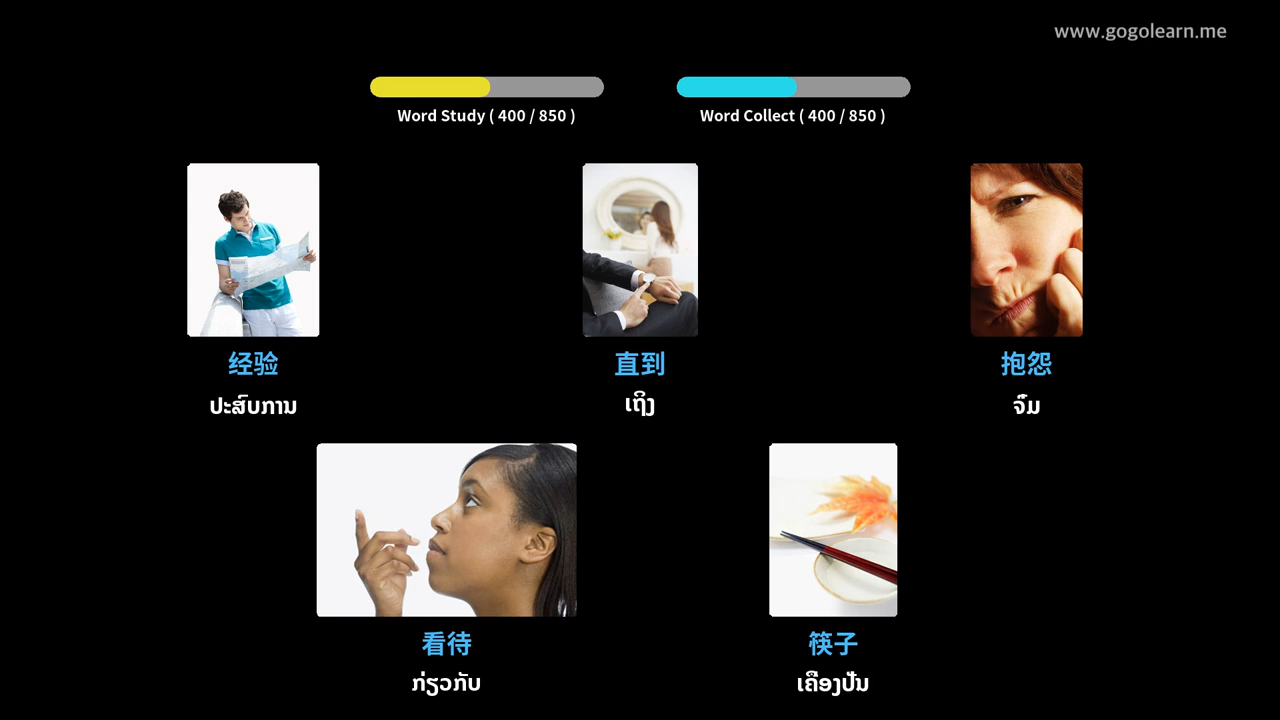 www.gogolearn.me
Word Study ( 400 / 850 )
Word Collect ( 400 / 850 )
经验
ປະສົບການ
直到
ເຖິງ
抱怨
ຈົ່ມ
看待
ກ່ຽວກັບ
筷子
ເຄືອງປັ່ນ